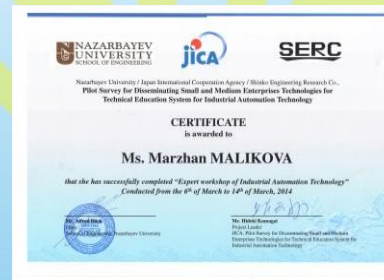 NAZARBAYEV
UNIVERSITY
SCHOOL OF ENGINEERING
jica
SERC
Nazarbayev University / Japan International Cooperation Agency / Shinko Engineering Research Co.,
Pilot Survey for Disseminating Small and Medium Enterprises Technologies for
Technical Education System for Industrial Automation Technology
CERTIFICATE
is awarded to
Ms. Marzhan MALIKOVA
that she has successfully completed "Expert workshop of Industrial Automation Technology"
Conducted from the 6th of March to 14th of March, 2014
Nazarbayev University
Mr. Hideki
Project Leader
JICA, Pilot Survey for Disseminating Small and Medium
Enterprise Technologies for Technical Education System for
Industrial Automation Technology